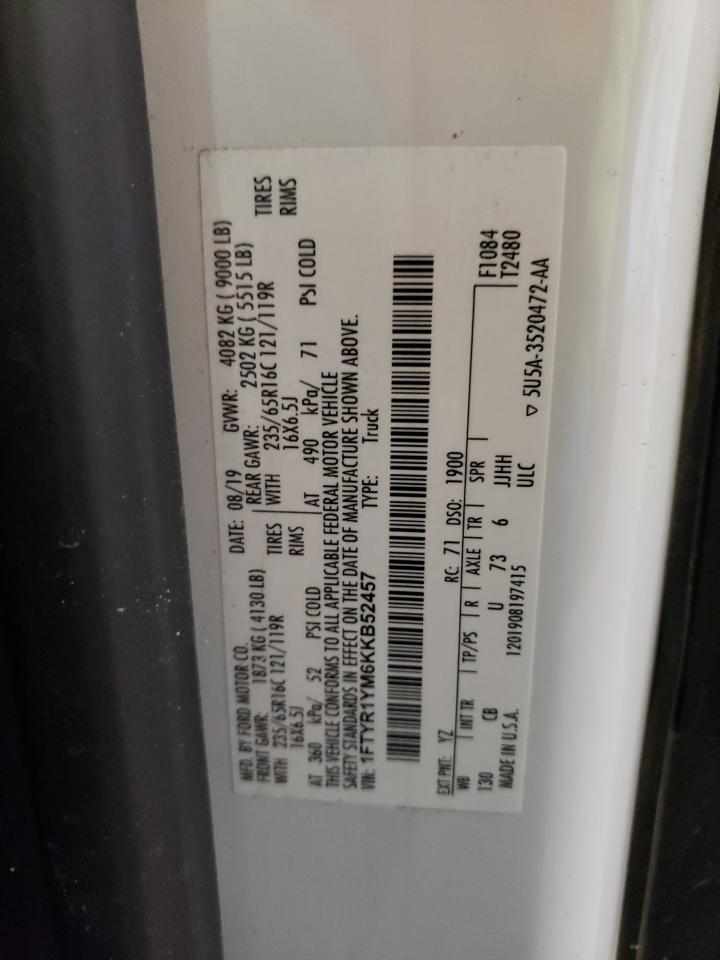 MFD. BY FORD MOTOR CO.
DATE: 08/19 GVWR: 4082 KG ( 9000 LB)
FRONT GAWR: 1873 KG ( 4130 LB) REAR GAWR: 2502 KG ( 5515 LB)
WITH 235/65R16C 121/119R TIRES WITH 235/65R16C 121/119R TIRES
16X6.5J RIMS 16X6.5J RIMS
AT 360 kPa/ 52 PSI COLD AT 490 kPa/ 71 PSI COLD
THIS VEHICLE CONFORMS TO ALL APPLICABLE FEDERAL MOTOR VEHICLE
SAFETY STANDARDS IN EFFECT ON THE DATE OF MANUFACTURE SHOWN ABOVE.
VIN: 1FTYR1YM6KKB52457 TYPE: Truck
EXT PNT: YZ RC: 71 DSO: 1900
WB INT TR TP/PS R AXLE TR SPR F1084
130 CB U 73 6 JJHH T2480
MADE IN U.S.A. 1201908197415 ULC
▽ 5U5A-3520472-AA